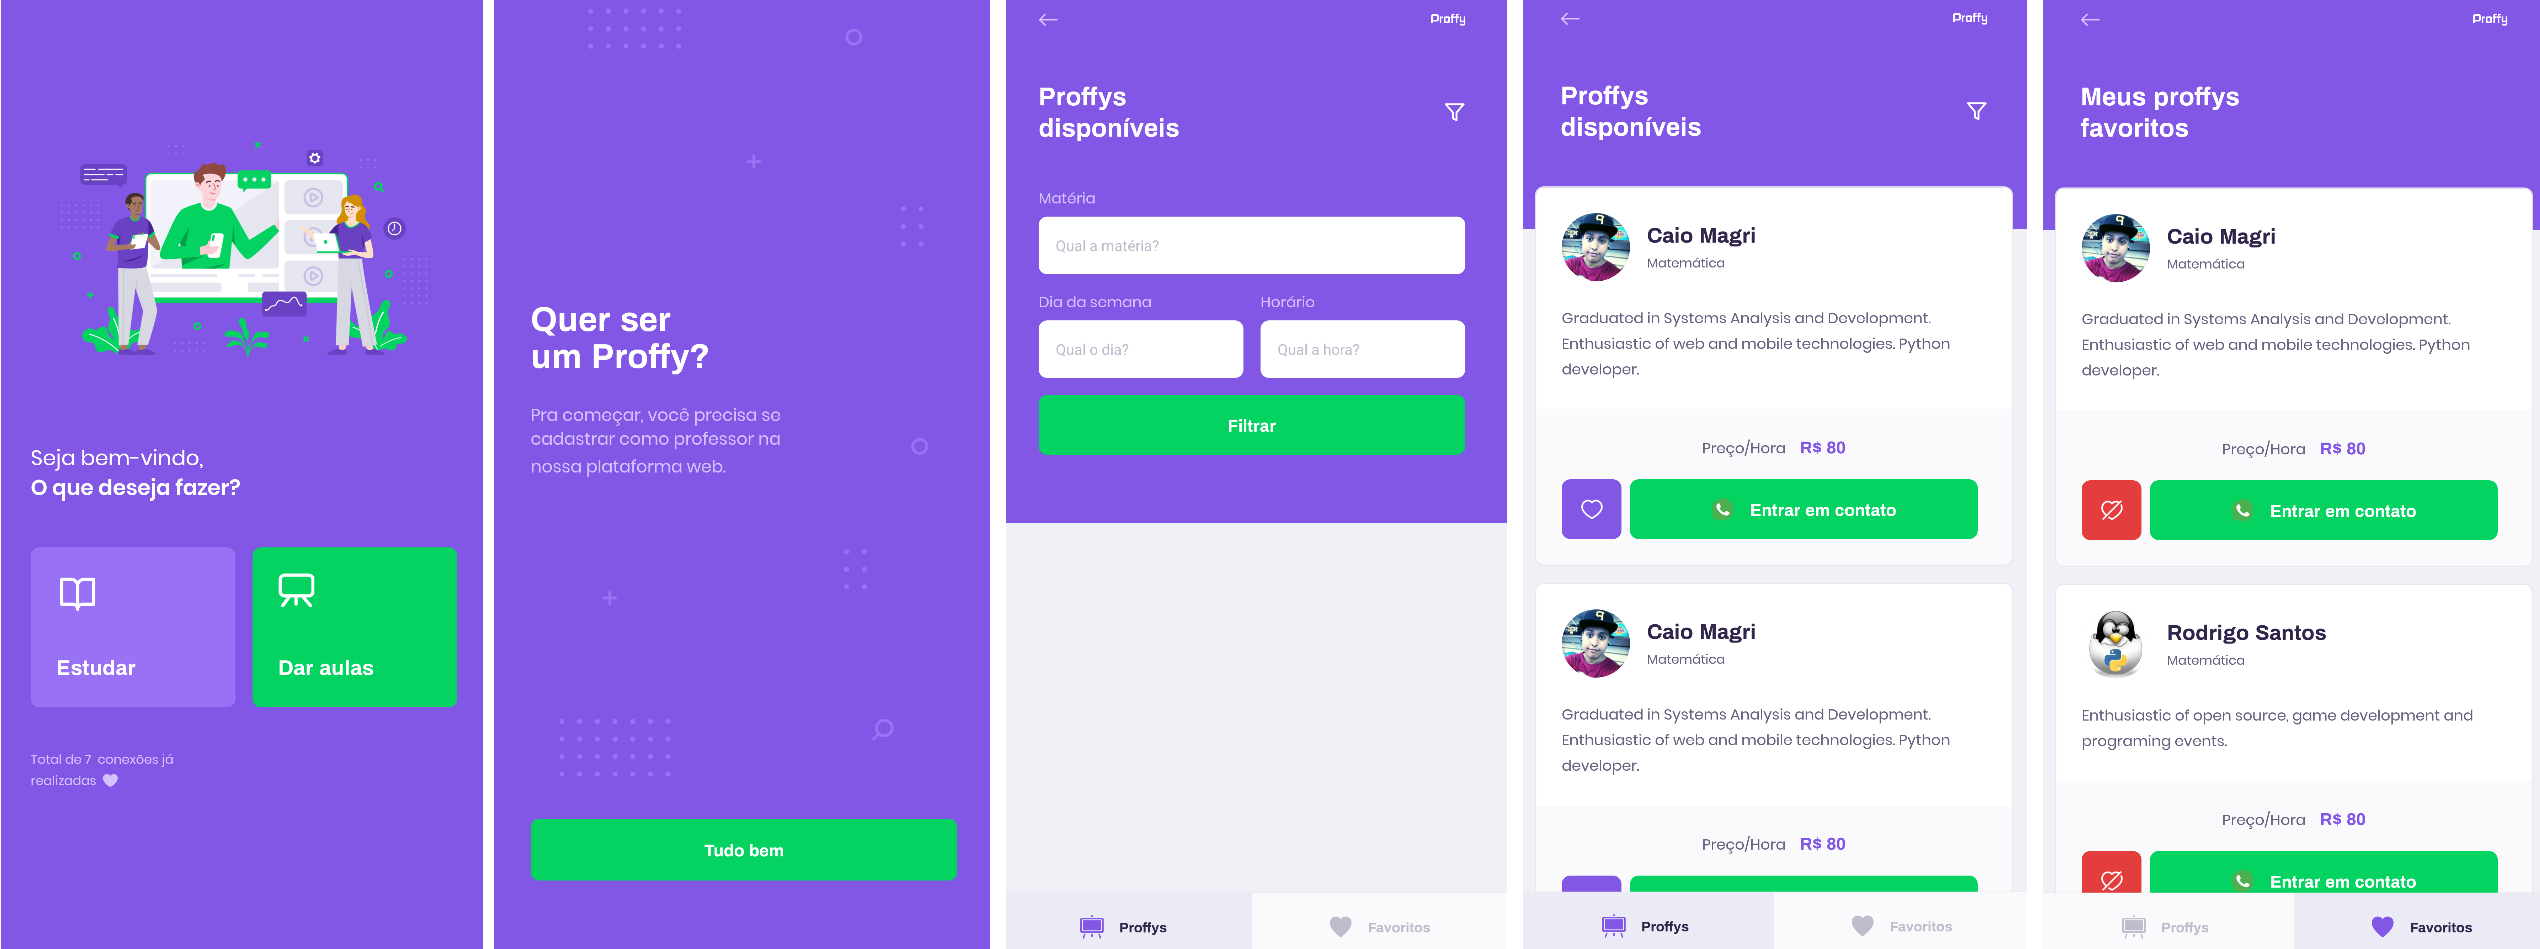 Seja bem-vindo,
O que deseja fazer?
Estudar
Dar aulas
Total de 7 conexões já
realizadas
Quer ser
um Proffy?
Pra começar, você precisa se
cadastrar como professor na
nossa plataforma web.
Tudo bem
Proffy
Proffys
disponíveis
Matéria
Qual a matéria?
Dia da semana
Horário
Qual o dia?
Qual a hora?
Filtrar
Proffys
Favoritos
Proffy
Proffys
disponíveis
Caio Magri
Matemática
Graduated in Systems Analysis and Development.
Enthusiastic of web and mobile technologies. Python
developer.
Preço/Hora R$ 80
Entrar em contato
Caio Magri
Matemática
Graduated in Systems Analysis and Development.
Enthusiastic of web and mobile technologies. Python
developer.
Preço/Hora R$ 80
Proffys
Favoritos
Proffy
Meus proffys
favoritos
Caio Magri
Matemática
Graduated in Systems Analysis and Development.
Enthusiastic of web and mobile technologies. Python
developer.
Preço/Hora R$ 80
Entrar em contato
Rodrigo Santos
Matemática
Enthusiastic of open source, game development and
programing events.
Preço/Hora R$ 80
Entrar em contato
Proffys
Favoritos